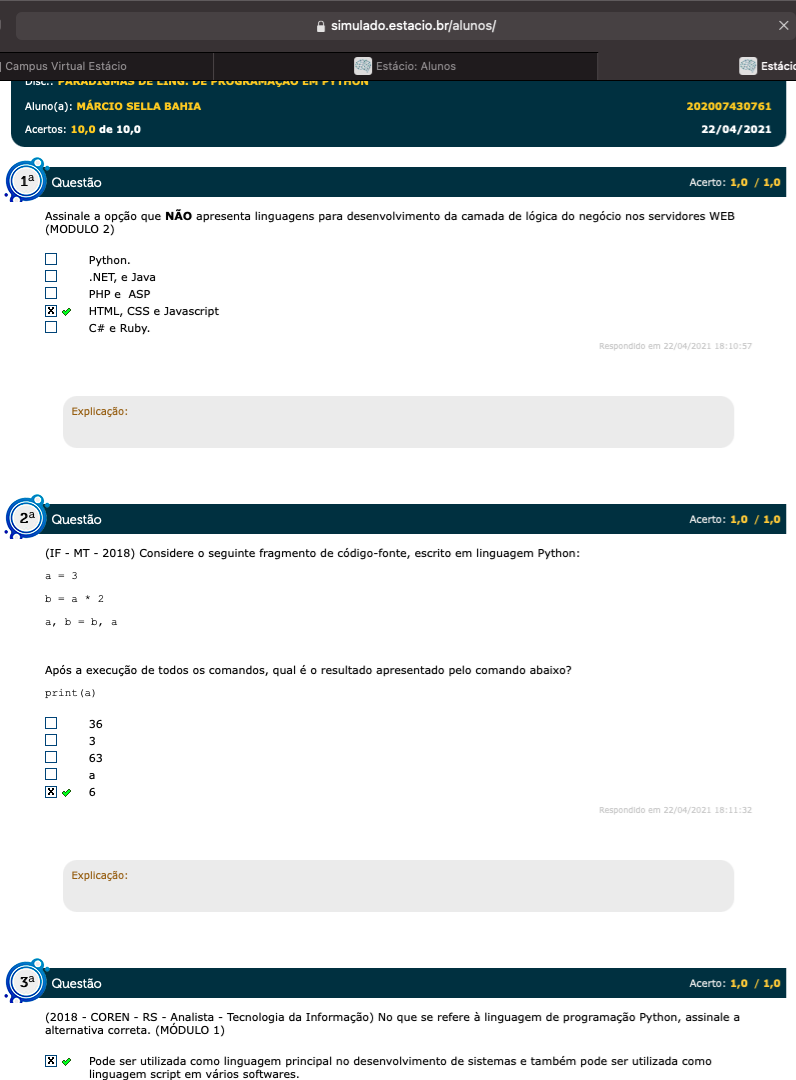 simulado.estacio.br/alunos/
Campus Virtual Estácio
Estácio: Alunos
Estácio
Disc.: PARADIGMAS DE LING. DE PROGRAMAÇÃO EM PYTHON
Aluno(a): MÁRCIO SELLA BAHIA
202007430761
Acertos: 10,0 de 10,0
22/04/2021
1ª Questão
Acerto: 1,0 / 1,0
Assinale a opção que NÃO apresenta linguagens para desenvolvimento da camada de lógica do negócio nos servidores WEB
(MODULO 2)
Python.
.NET, e Java
PHP e ASP
HTML, CSS e Javascript
C# e Ruby.
Respondido em 22/04/2021 18:10:57
Explicação:
2ª Questão
Acerto: 1,0 / 1,0
(IF - MT - 2018) Considere o seguinte fragmento de código-fonte, escrito em linguagem Python:
a = 3
b = a * 2
a, b = b, a
Após a execução de todos os comandos, qual é o resultado apresentado pelo comando abaixo?
print(a)
36
3
63
a
6
Respondido em 22/04/2021 18:11:32
Explicação:
3ª Questão
Acerto: 1,0 / 1,0
(2018 - COREN - RS - Analista - Tecnologia da Informação) No que se refere à linguagem de programação Python, assinale a
alternativa correta. (MÓDULO 1)
Pode ser utilizada como linguagem principal no desenvolvimento de sistemas e também pode ser utilizada como
linguagem script em vários softwares.